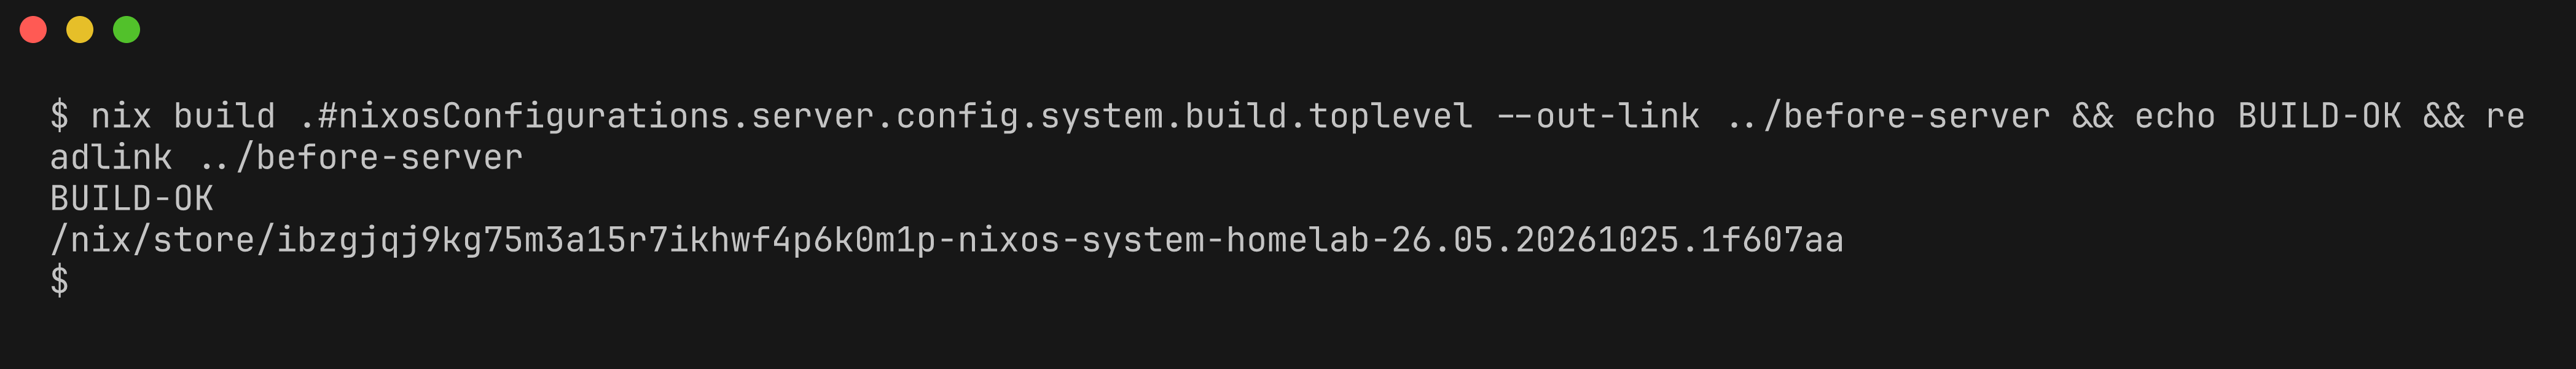 $ nix build .#nixosConfigurations.server.config.system.build.toplevel --out-link ../before-server && echo BUILD-OK && re
adlink ../before-server
BUILD-OK
/nix/store/ibzgjqj9kg75m3a15r7ikhwf4p6k0m1p-nixos-system-homelab-26.05.20261025.1f607aa
$